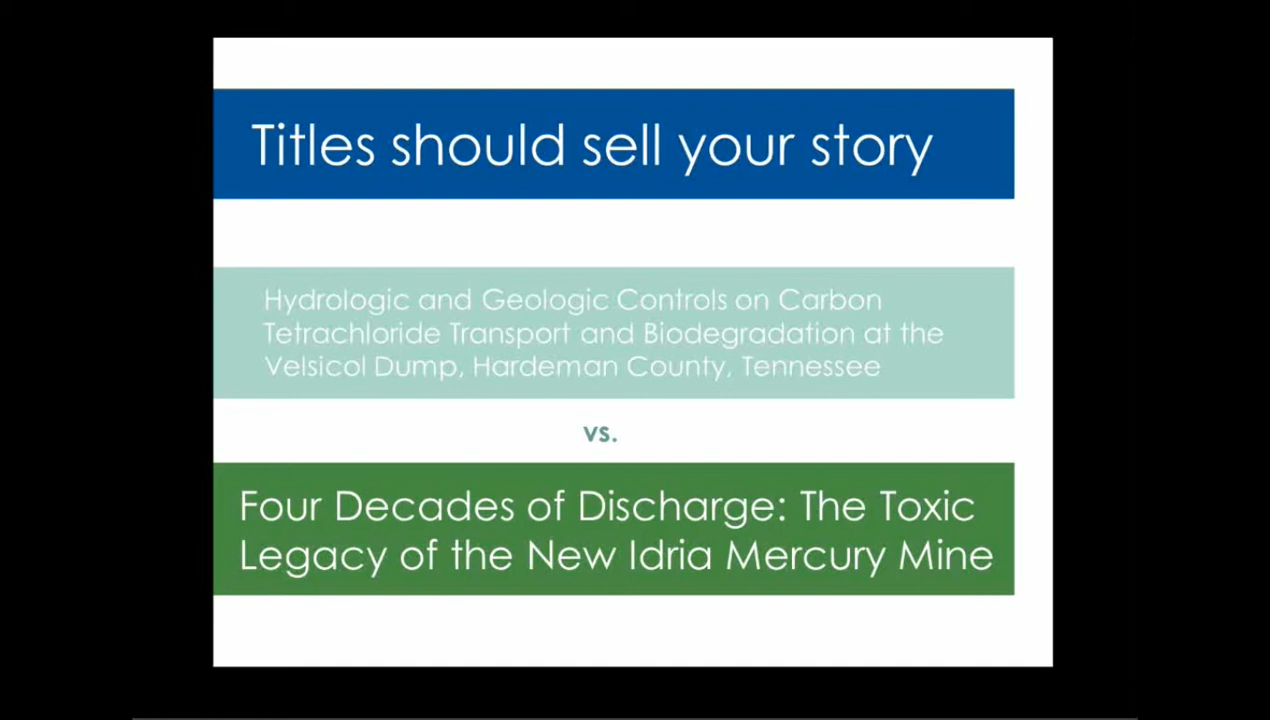 Titles should sell your story
Hydrologic and Geologic Controls on Carbon
Tetrachloride Transport and Biodegradation at the
Velsicol Dump, Hardeman County, Tennessee
vs.
Four Decades of Discharge: The Toxic
Legacy of the New Idria Mercury Mine